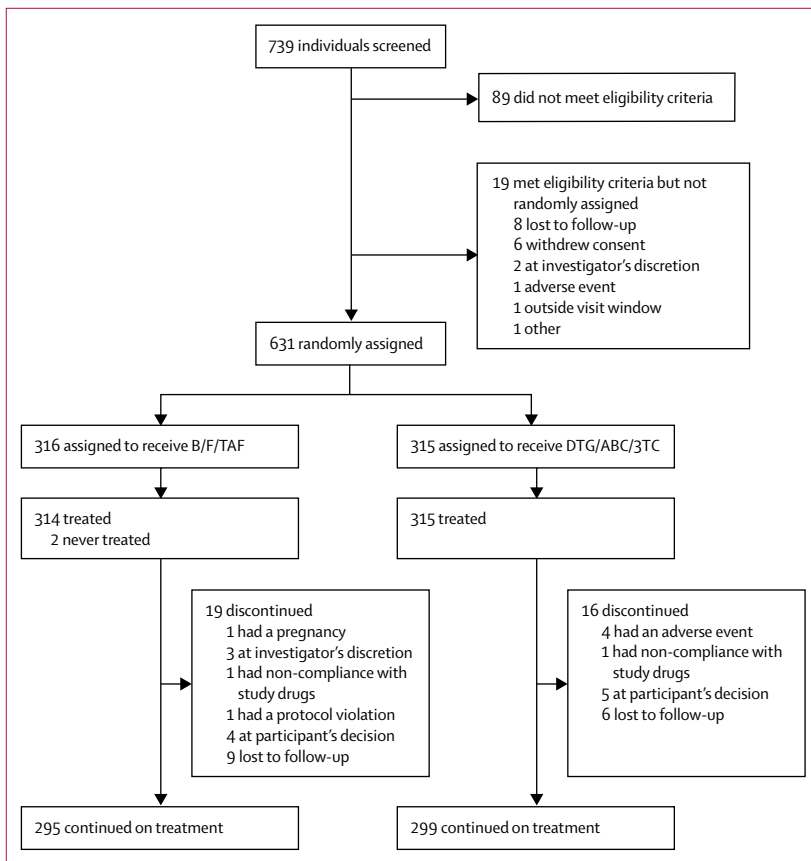 739 individuals screened
89 did not meet eligibility criteria
19 met eligibility criteria but not
randomly assigned
8 lost to follow-up
6 withdrew consent
2 at investigator's discretion
1 adverse event
1 outside visit window
1 other
631 randomly assigned
316 assigned to receive B/F/TAF
315 assigned to receive DTG/ABC/3TC
314 treated
2 never treated
315 treated
19 discontinued
1 had a pregnancy
3 at investigator's discretion
1 had non-compliance with
study drugs
1 had a protocol violation
4 at participant's decision
9 lost to follow-up
16 discontinued
4 had an adverse event
1 had non-compliance with
study drugs
5 at participant's decision
6 lost to follow-up
295 continued on treatment
299 continued on treatment